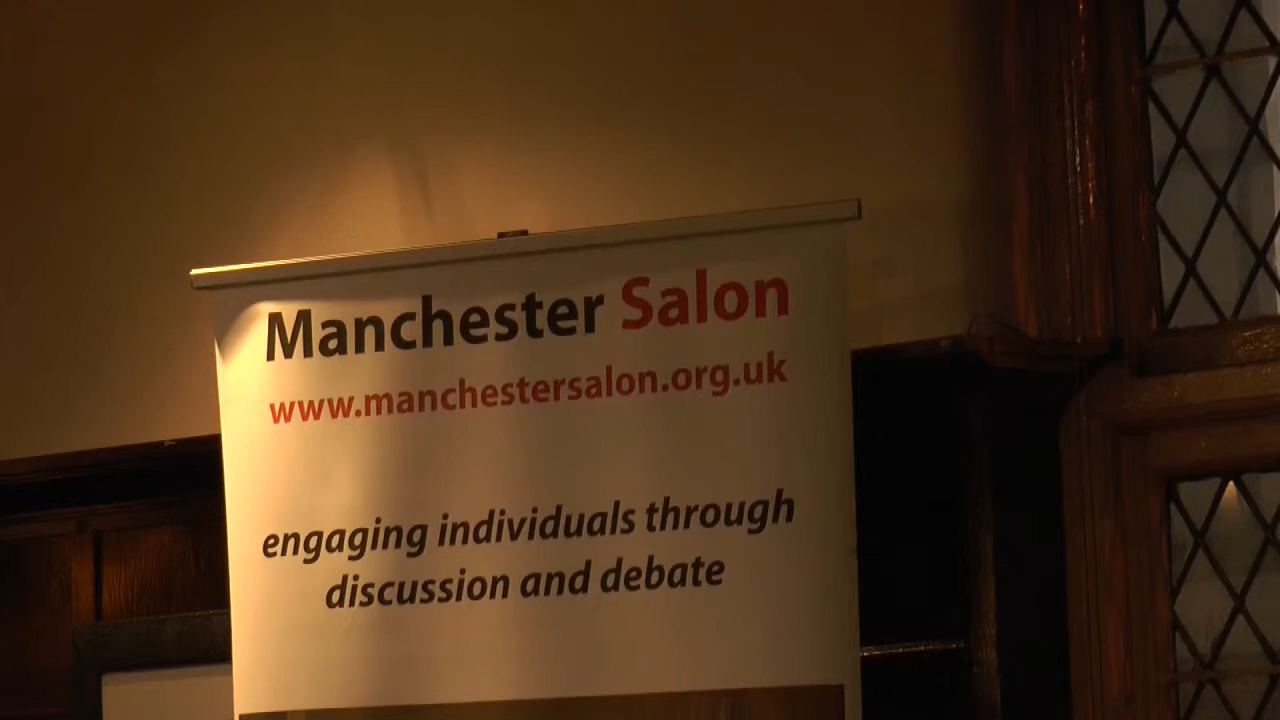 Manchester Salon
www.manchestersalon.org.uk
engaging individuals through
discussion and debate